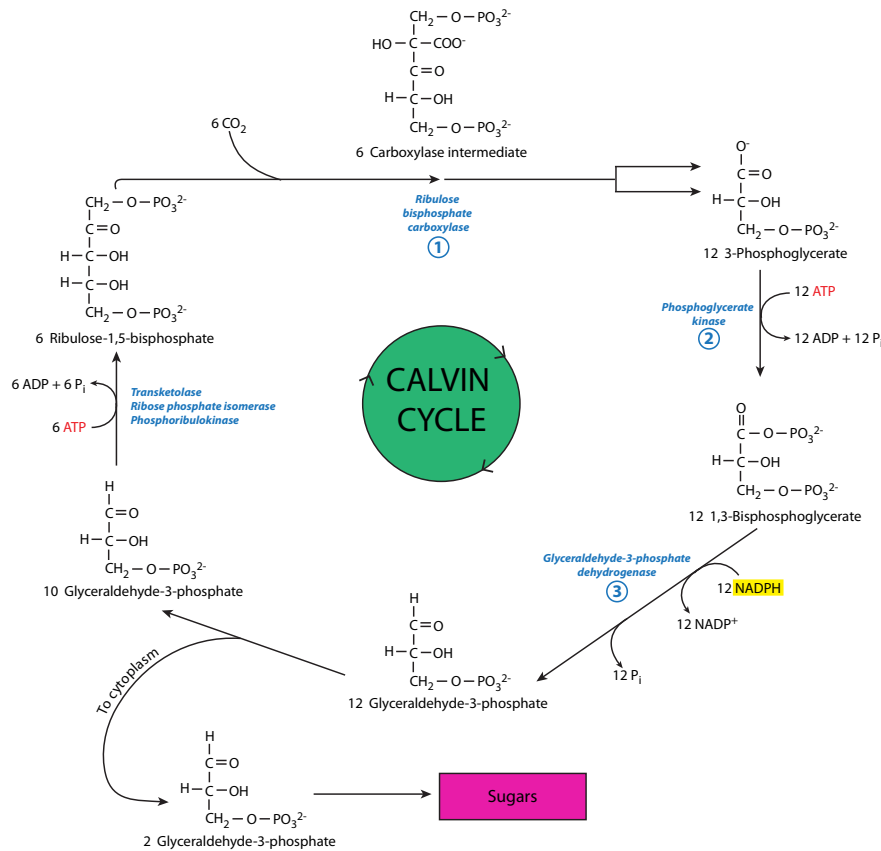 CH2 — O — PO3 2-
HO — C — COO-
C = O
H — C — OH
CH2 — O — PO3 2-
6 Carboxylase intermediate
6 CO2
Ribulose
bisphosphate
carboxylase
1
O-
C = O
H — C — OH
CH2 — O — PO3 2-
12 3-Phosphoglycerate
CH2 — O — PO3 2-
C = O
H — C — OH
H — C — OH
CH2 — O — PO3 2-
6 Ribulose-1,5-bisphosphate
Phosphoglycerate
kinase
2
12 ATP
12 ADP + 12 Pi
CALVIN
CYCLE
6 ADP + 6 Pi
6 ATP
Transketolase
Ribose phosphate isomerase
Phosphoribulokinase
O
C — O — PO3 2-
H — C — OH
CH2 — O — PO3 2-
12 1,3-Bisphosphoglycerate
H
C = O
H — C — OH
CH2 — O — PO3 2-
10 Glyceraldehyde-3-phosphate
Glyceraldehyde-3-phosphate
dehydrogenase
3
12 NADPH
12 NADP+
12 Pi
H
C = O
H — C — OH
CH2 — O — PO3 2-
12 Glyceraldehyde-3-phosphate
To cytoplasm
H
C = O
H — C — OH
CH2 — O — PO3 2-
2 Glyceraldehyde-3-phosphate
Sugars